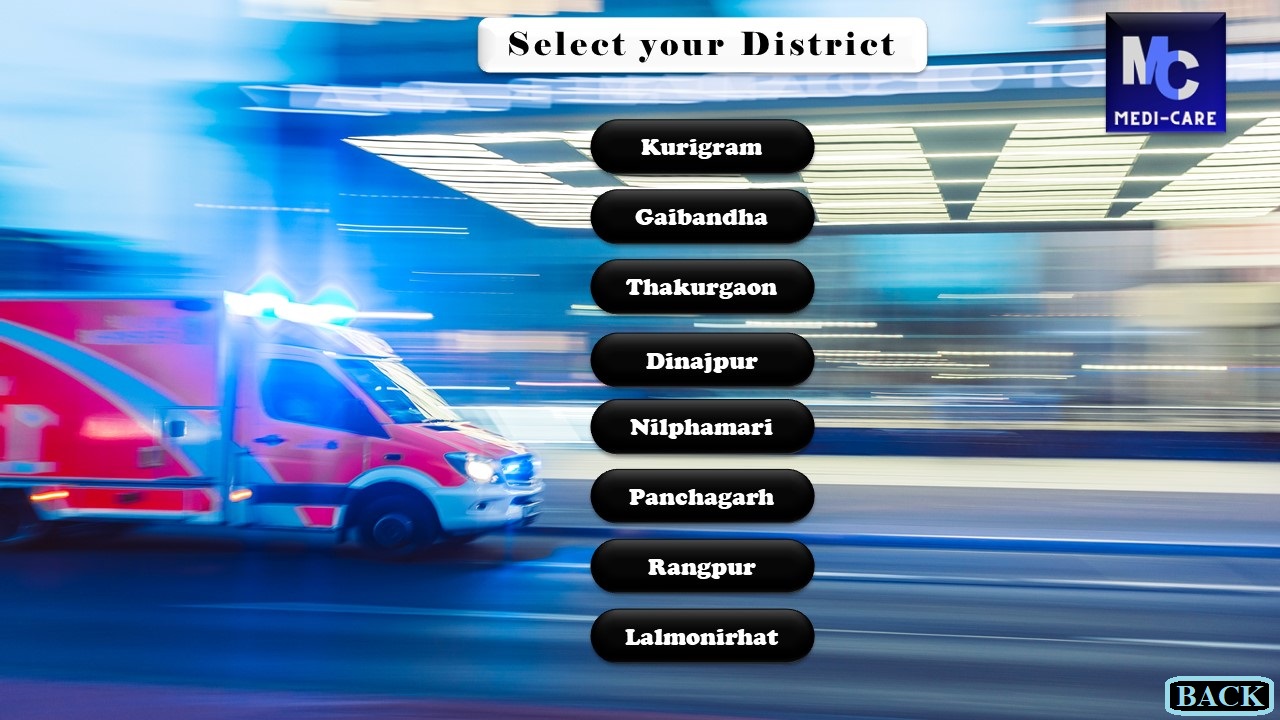 Select your District
MC
MEDI-CARE
Kurigram
Gaibandha
Thakurgaon
Dinajpur
Nilphamari
Panchagarh
Rangpur
Lalmonirhat
BACK